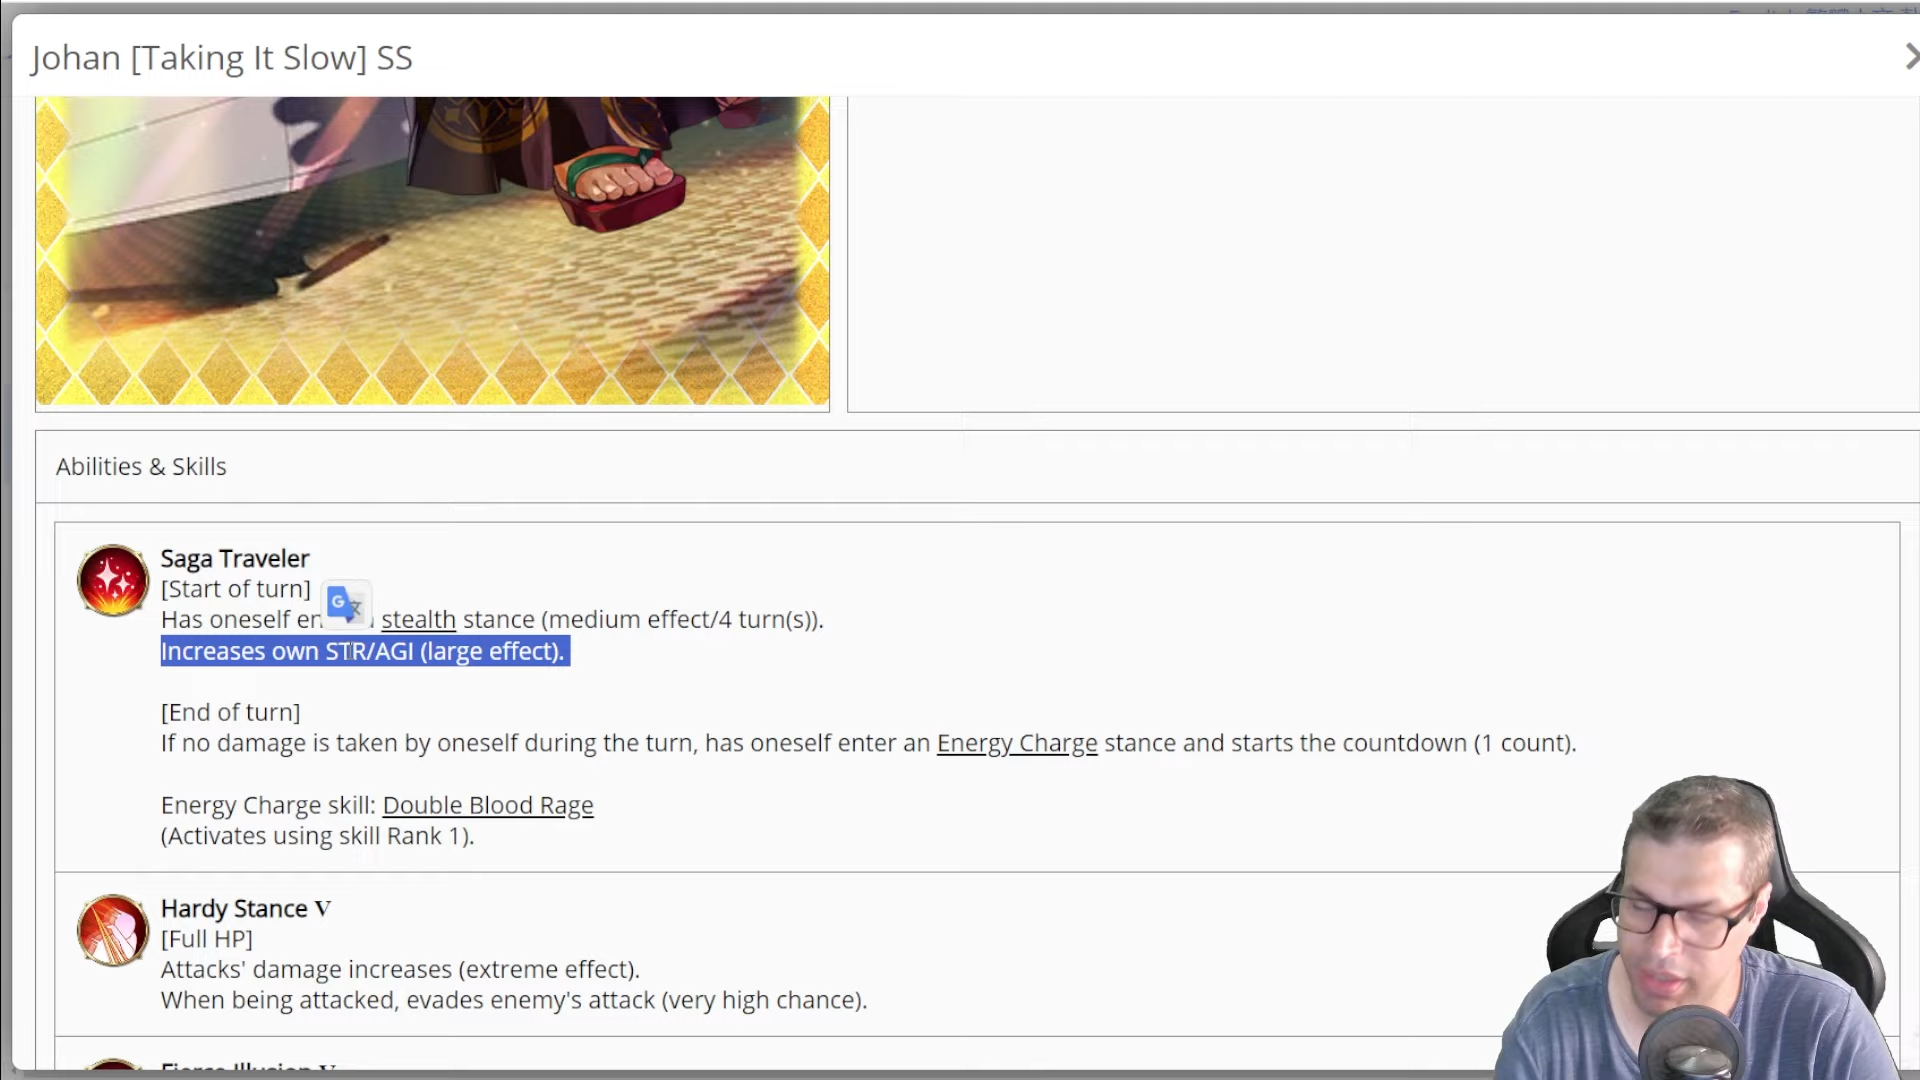 Johan [Taking It Slow] SS
Abilities & Skills
Saga Traveler
[Start of turn]
Has oneself en stealth stance (medium effect/4 turn(s)).
Increases own STR/AGI (large effect).
[End of turn]
If no damage is taken by oneself during the turn, has oneself enter an Energy Charge stance and starts the countdown (1 count).
Energy Charge skill: Double Blood Rage
(Activates using skill Rank 1).
Hardy Stance V
[Full HP]
Attacks' damage increases (extreme effect).
When being attacked, evades enemy's attack (very high chance).